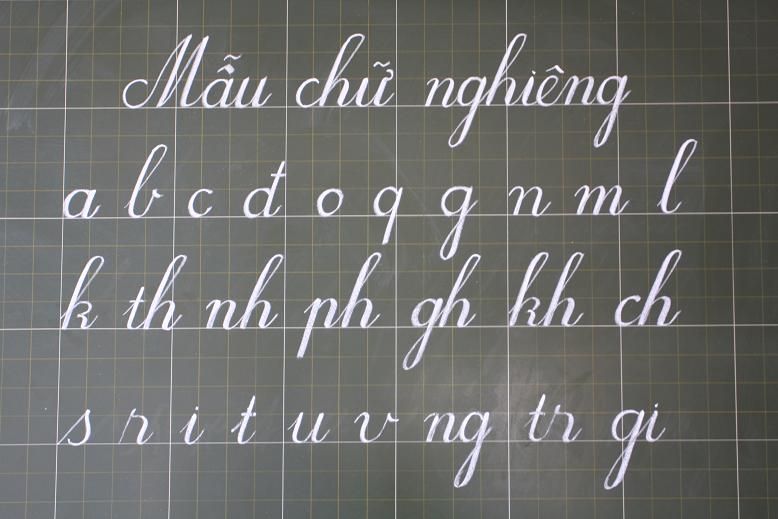 Mẫu chữ nghiêng
a b c đ o q g n m l
k th nh ph gh kh ch
s r i t u v ng tr gi